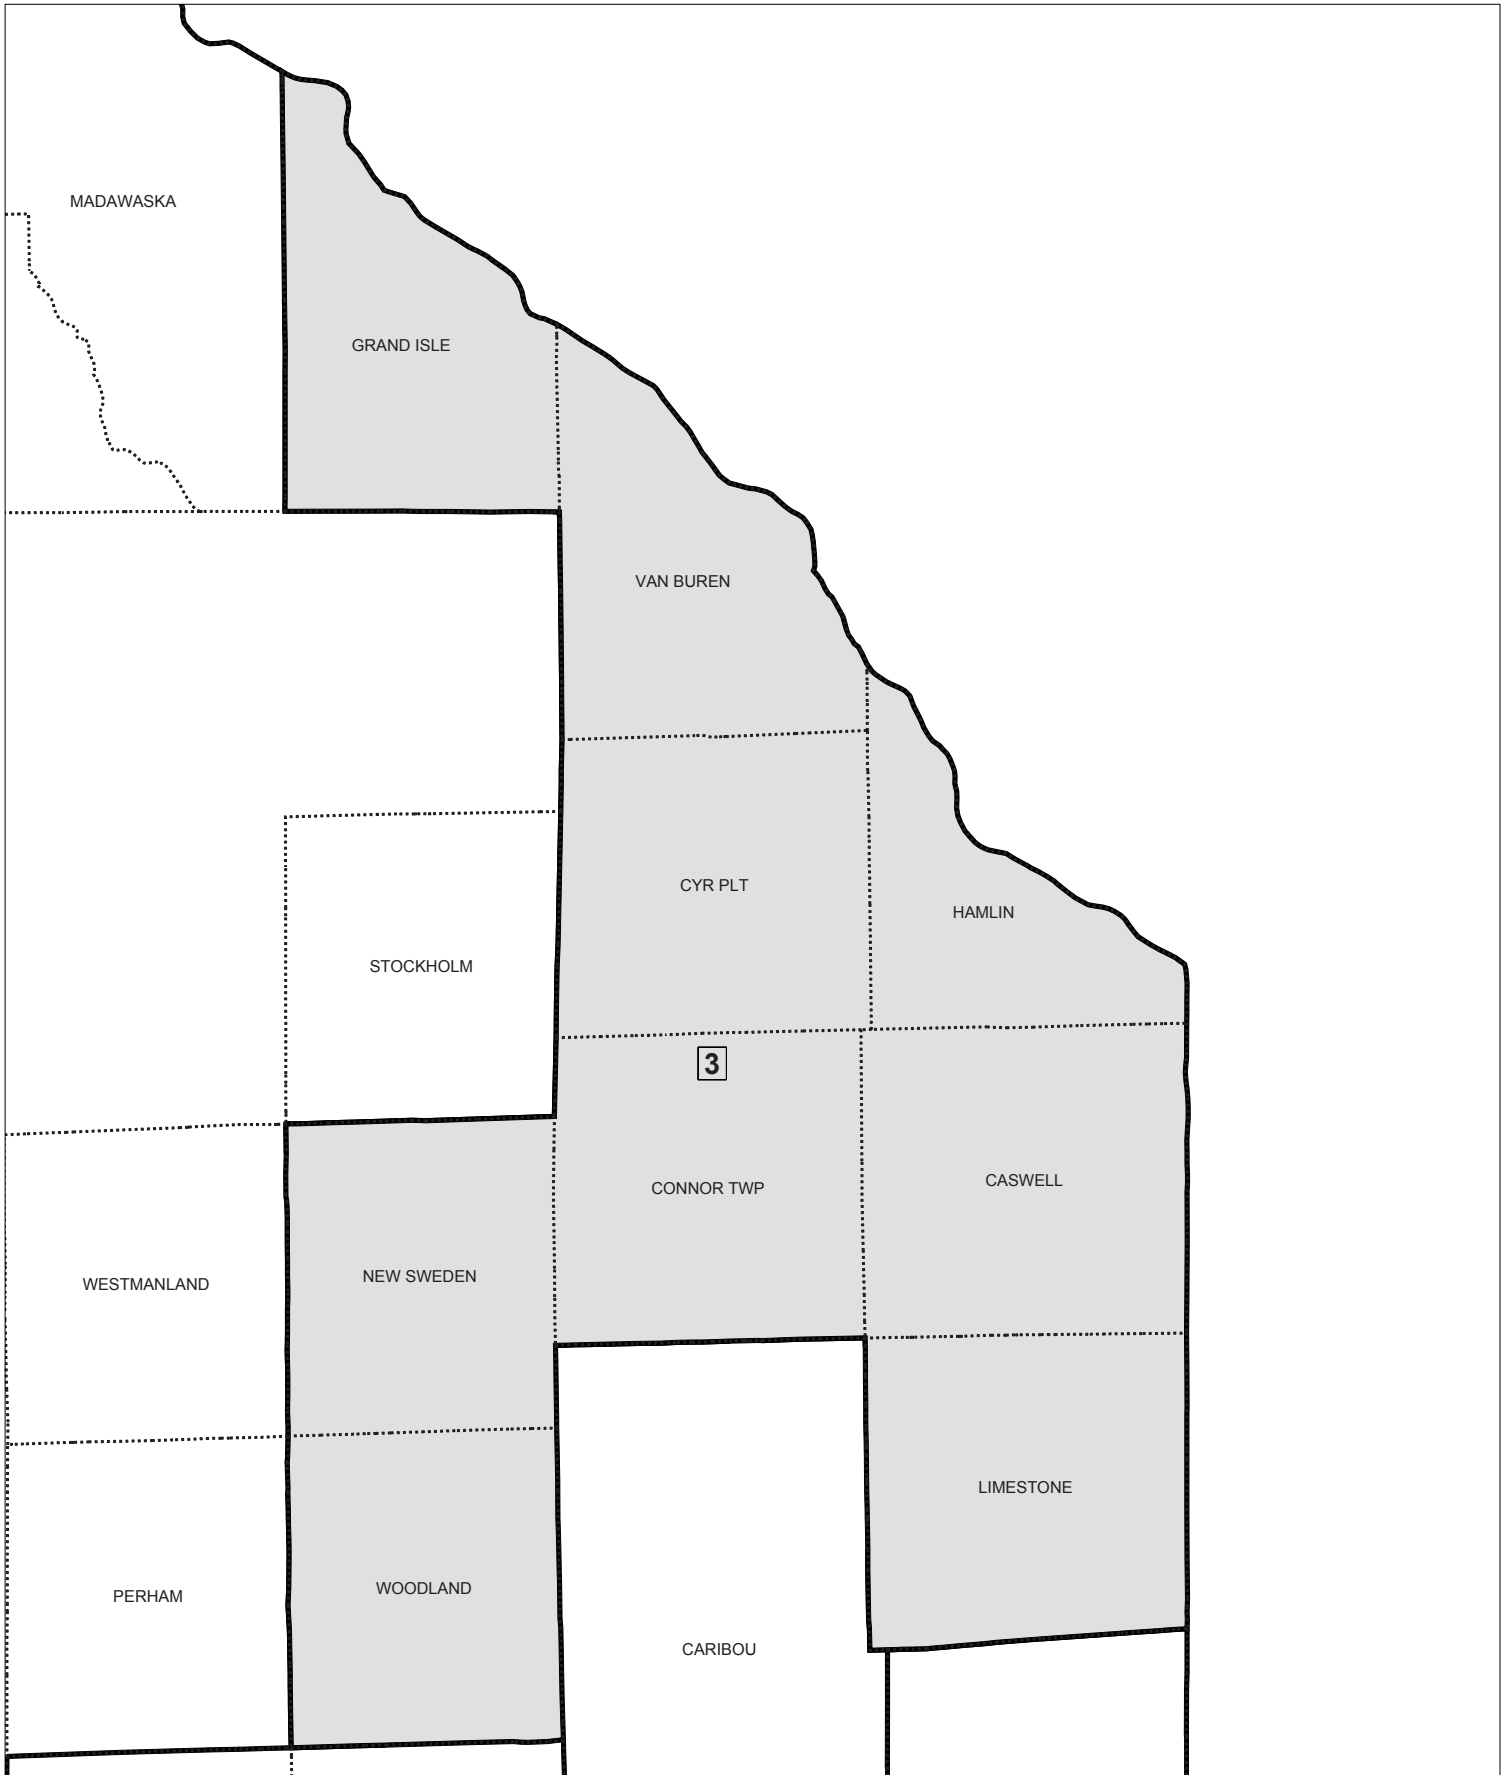 MADAWASKA
GRAND ISLE
VAN BUREN
CYR PLT
HAMLIN
STOCKHOLM
3
CASWELL
CONNOR TWP
NEW SWEDEN
WESTMANLAND
LIMESTONE
WOODLAND
PERHAM
CARIBOU